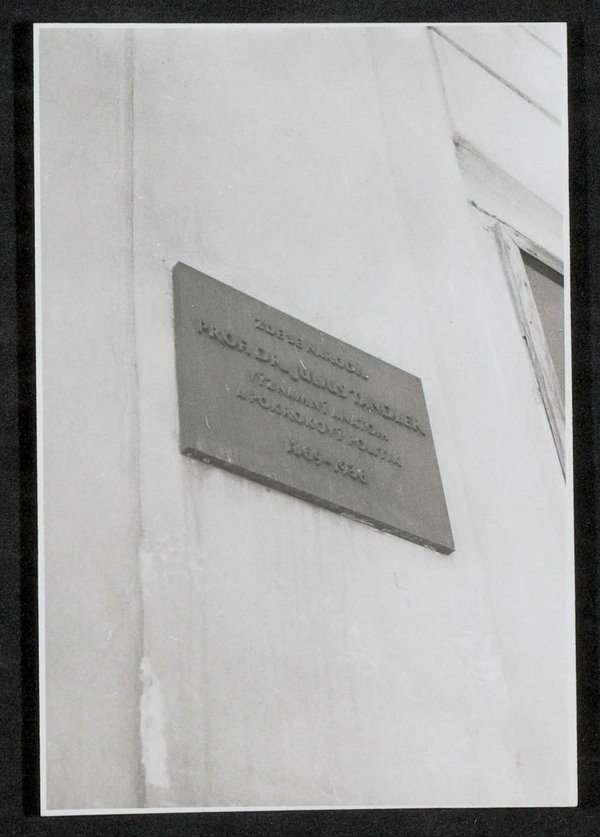 ZDE SE NARODIL
PROF. DR. JULIUS TANDLER
VÝZNAMNÝ ANATOM
A POKROKOVÝ POLITIK
1869-1936